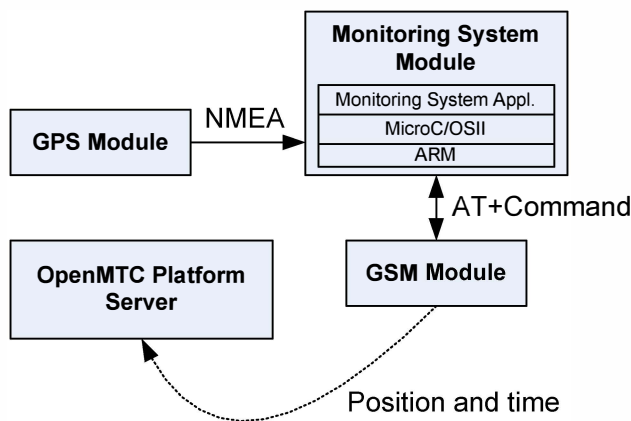 Monitoring System
Module
Monitoring System Appl.
MicroC/OSII
ARM
GPS Module
NMEA
AT+Command
OpenMTC Platform
Server
GSM Module
Position and time